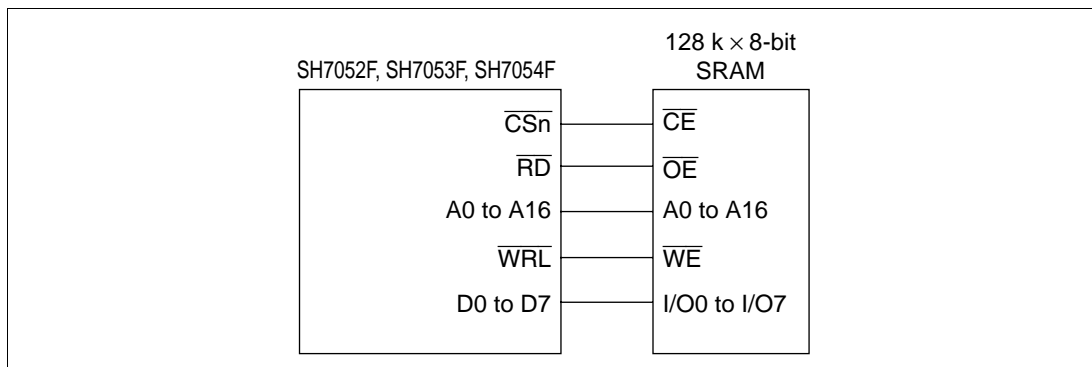 128 k × 8-bit
SH7052F, SH7053F, SH7054F SRAM
CSn CE
RD OE
A0 to A16 A0 to A16
WRL WE
D0 to D7 I/O0 to I/O7